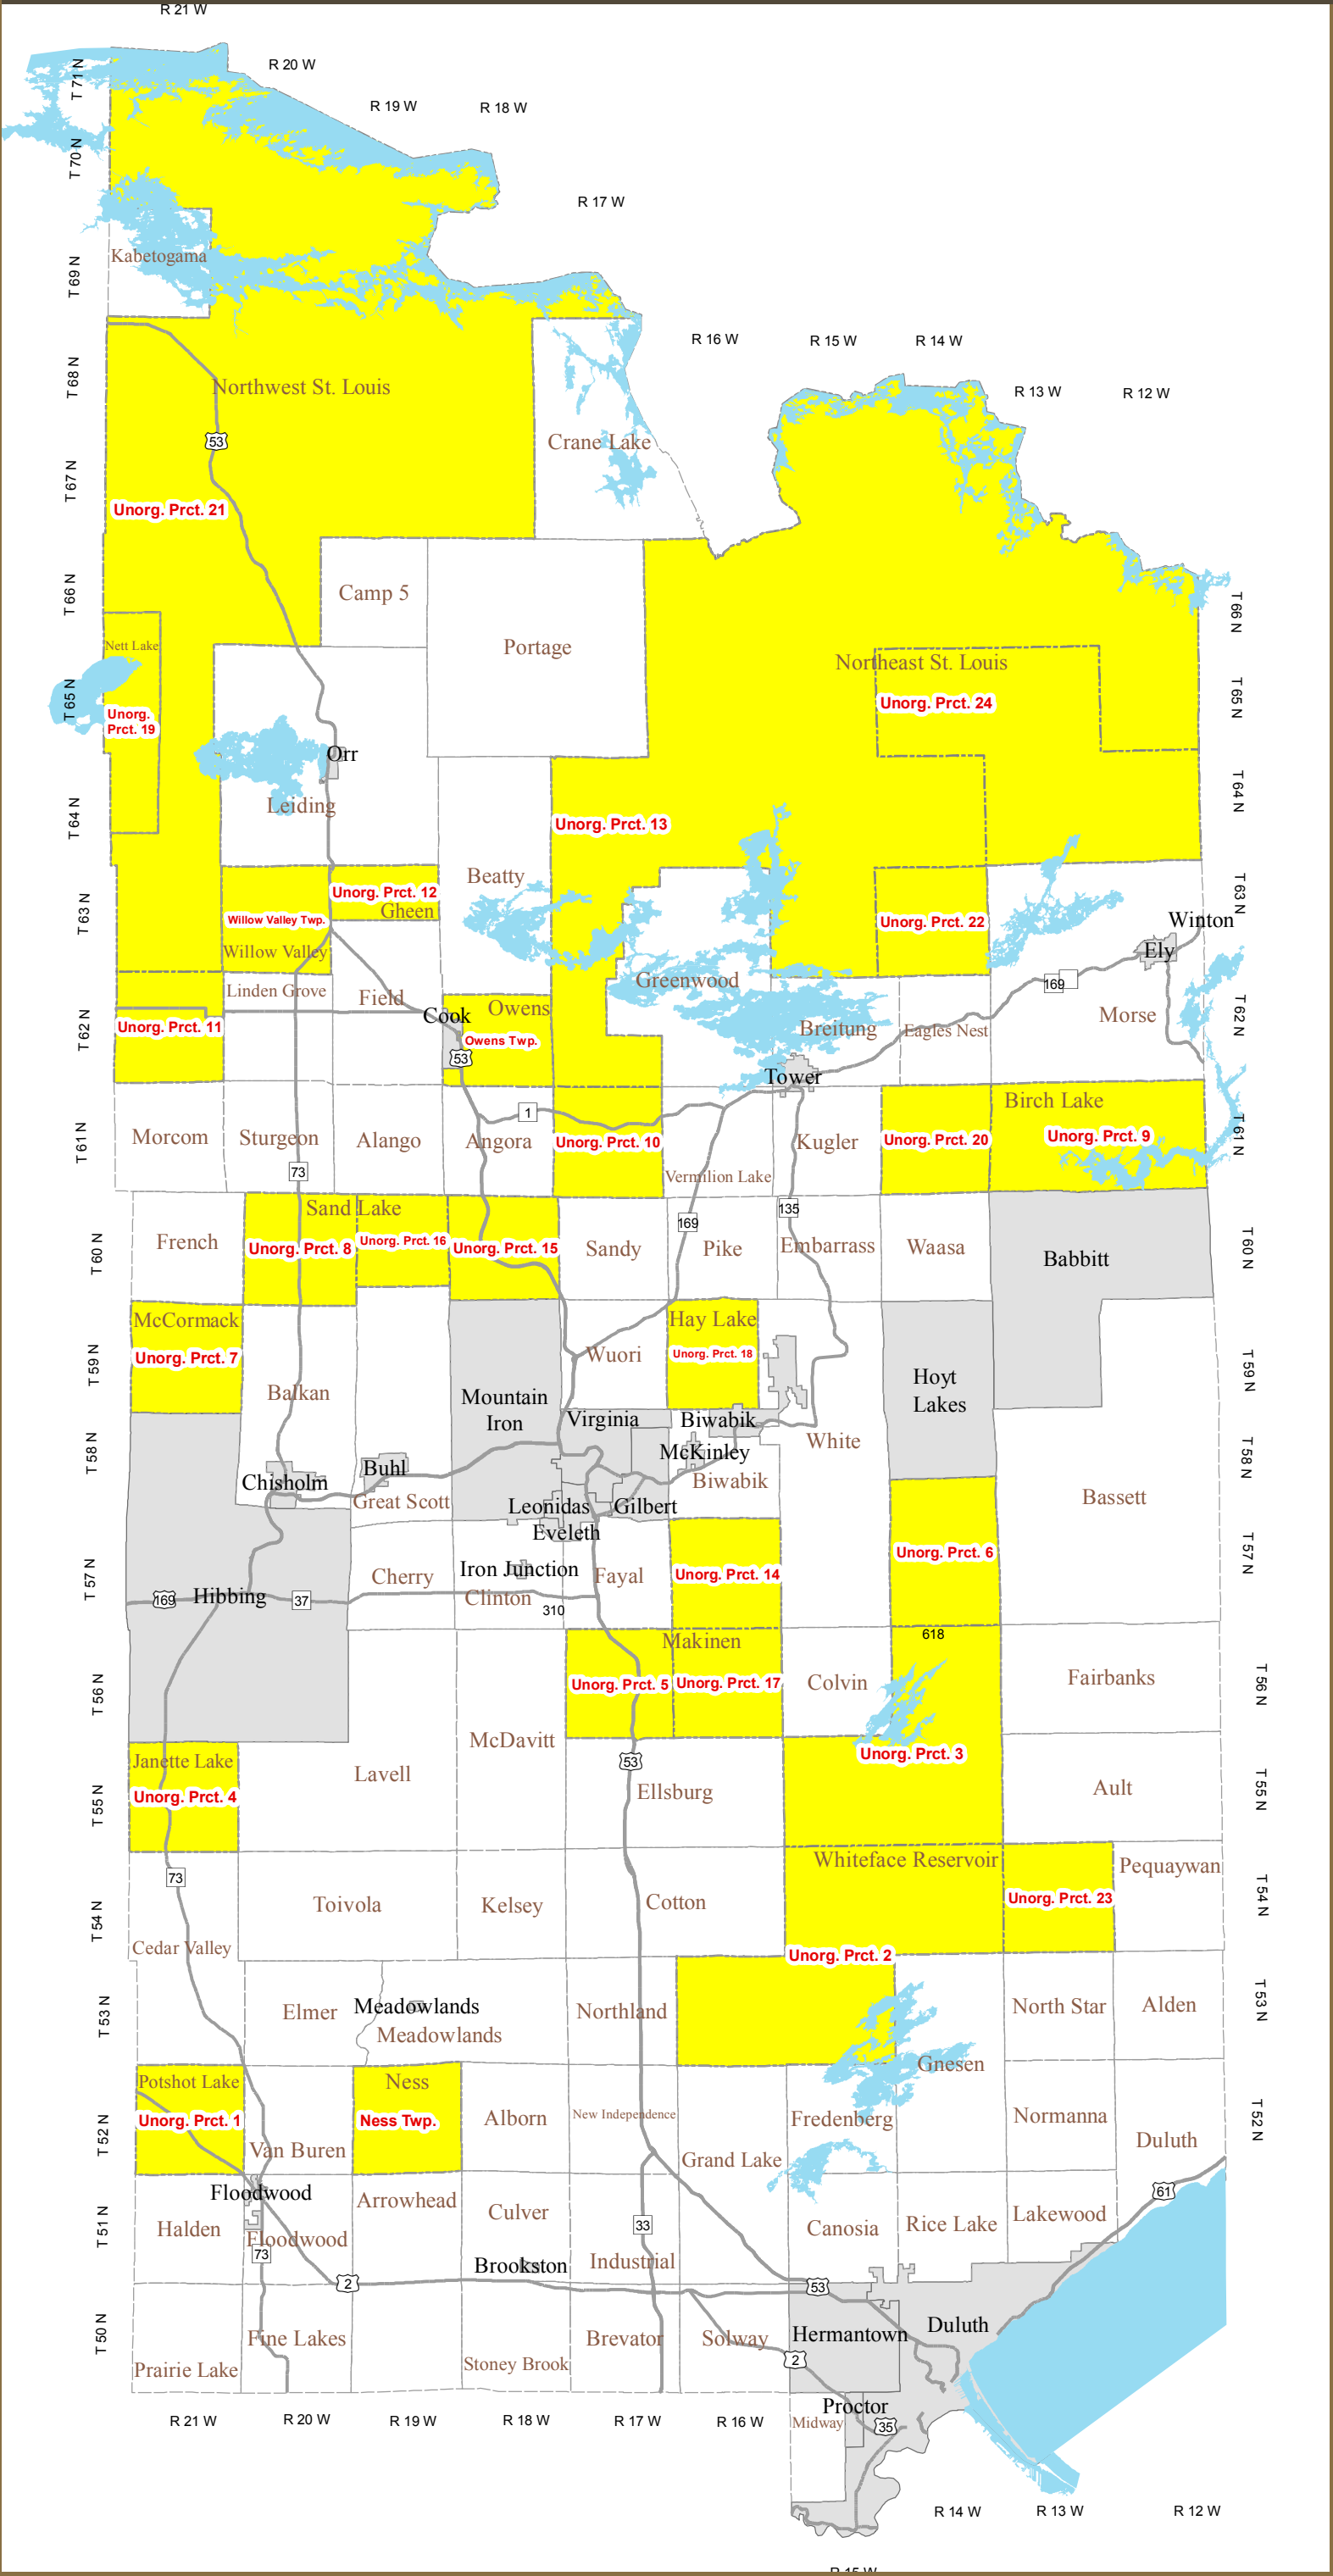 R 21 W
R 20 W
R 19 W
R 18 W
R 17 W
R 16 W
R 15 W
R 14 W
R 13 W
R 12 W
T 71 N
T 70 N
T 69 N
T 68 N
T 67 N
T 66 N
T 65 N
T 64 N
T 63 N
T 62 N
T 61 N
T 60 N
T 59 N
T 58 N
T 57 N
T 56 N
T 55 N
T 54 N
T 53 N
T 52 N
T 51 N
T 50 N
Kabetogama
Northwest St. Louis
53
Crane Lake
Unorg. Prct. 21
Camp 5
Portage
Nett Lake
Unorg.
Prct. 19
Northeast St. Louis
Unorg. Prct. 24
Orr
Leiding
Unorg. Prct. 13
Beatty
Unorg. Prct. 12
Gheen
Willow Valley Twp.
Willow Valley
Unorg. Prct. 22
Winton
Ely
Greenwood
169
Linden Grove
Field
Cook
Owens
Owens Twp.
53
Unorg. Prct. 11
Breitung
Eagles Nest
Morse
Tower
1
Birch Lake
Morcom
Sturgeon
Alango
Angora
Unorg. Prct. 10
Kugler
Unorg. Prct. 20
Unorg. Prct. 9
73
Vermilion Lake
Sand Lake
135
169
French
Unorg. Prct. 8
Unorg. Prct. 16
Unorg. Prct. 15
Sandy
Pike
Embarrass
Waasa
Babbitt
McCormack
Unorg. Prct. 7
Hay Lake
Unorg. Prct. 18
Wuori
Balkan
Mountain
Iron
Virginia
Biwabik
Hoyt
Lakes
McKinley
White
Biwabik
Chisholm
Buhl
Great Scott
Leonidas
Gilbert
Eveleth
Bassett
Unorg. Prct. 6
Cherry
Iron Junction
Fayal
Unorg. Prct. 14
169
Hibbing
37
Clinton
310
Makinen
618
Unorg. Prct. 5
Unorg. Prct. 17
Colvin
Fairbanks
McDavitt
Janette Lake
Unorg. Prct. 4
Lavell
53
Ellsburg
Unorg. Prct. 3
Ault
Whiteface Reservoir
Pequaywan
73
Toivola
Kelsey
Cotton
Unorg. Prct. 23
Cedar Valley
Unorg. Prct. 2
Elmer
Meadowlands
Meadowlands
Northland
North Star
Alden
Gnesen
Potshot Lake
Unorg. Prct. 1
Ness
Ness Twp.
Alborn
New Independence
Fredenberg
Normanna
Duluth
Van Buren
Grand Lake
Floodwood
Arrowhead
61
Halden
Floodwood
Culver
33
Canosia
Rice Lake
Lakewood
73
Brookston
Industrial
2
53
Fine Lakes
Brevator
Solway
Hermantown
Duluth
2
Prairie Lake
Stoney Brook
Proctor
Midway
35
T 66 N
T 65 N
T 64 N
T 63 N
T 62 N
T 61 N
T 60 N
T 59 N
T 58 N
T 57 N
T 56 N
T 55 N
T 54 N
T 53 N
T 52 N
R 21 W
R 20 W
R 19 W
R 18 W
R 17 W
R 16 W
R 14 W
R 13 W
R 12 W
R 15 W